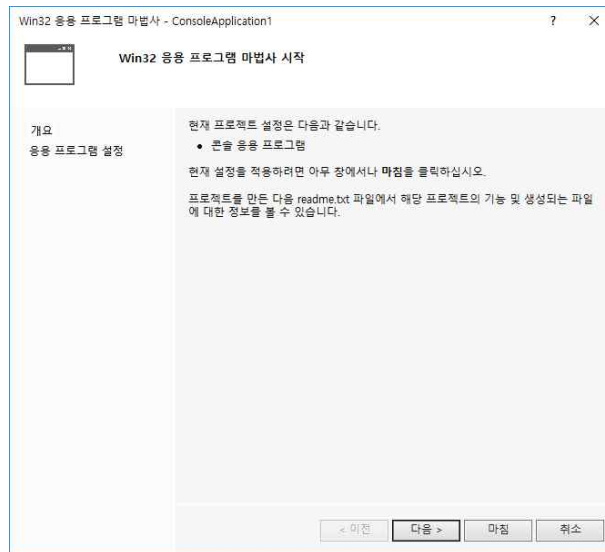 Win32 응용 프로그램 마법사 - ConsoleApplication1
Win32 응용 프로그램 마법사 시작
개요
응용 프로그램 설정
현재 프로젝트 설정은 다음과 같습니다.
• 콘솔 응용 프로그램
현재 설정을 적용하려면 아무 창에서나 마침을 클릭하십시오.
프로젝트를 만든 다음 readme.txt 파일에서 해당 프로젝트의 기능 및 생성되는 파일
에 대한 정보를 볼 수 있습니다.
< 이전 다음 > 마침 취소